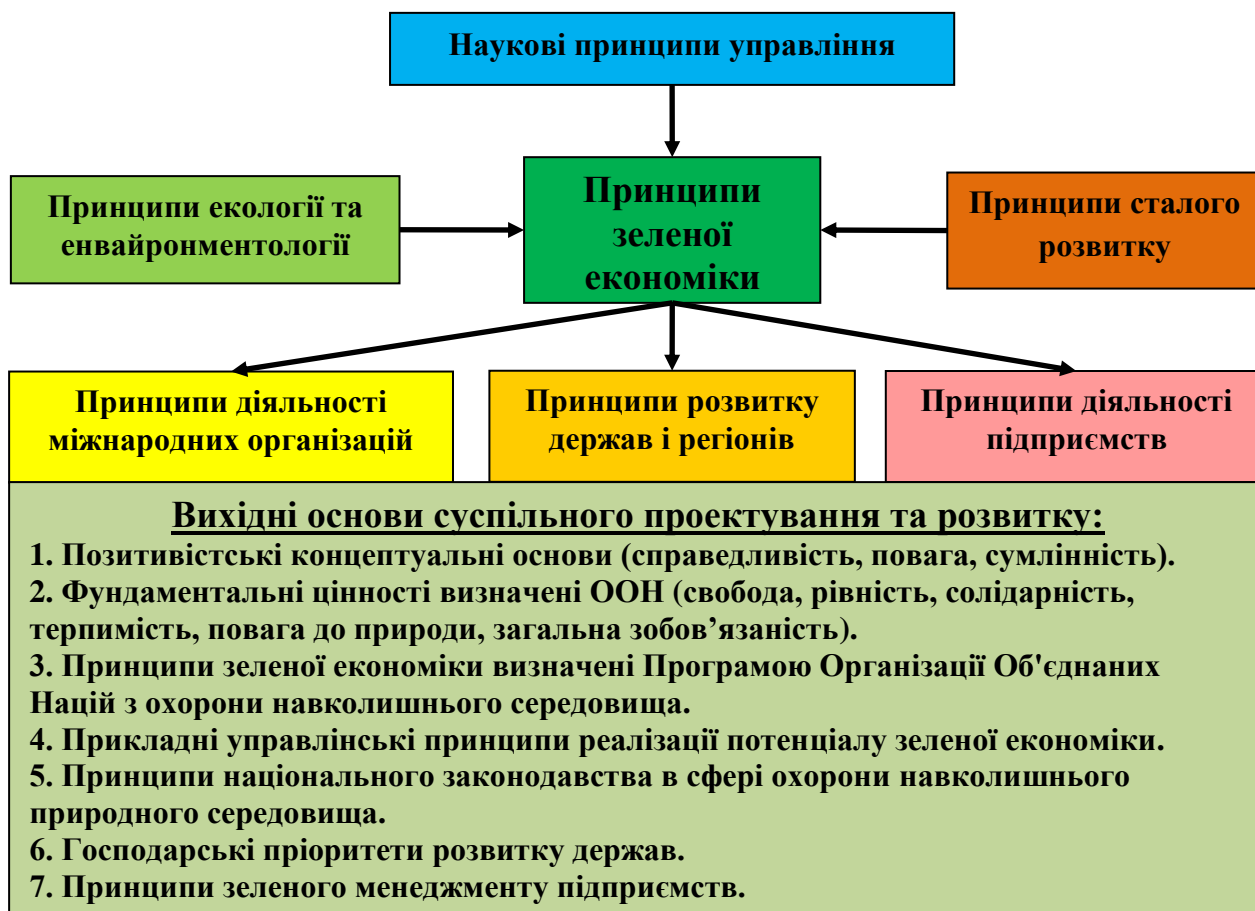 Наукові принципи управління
Принципи екології та
енвайронментології
Принципи
зеленої
економіки
Принципи сталого
розвитку
Принципи діяльності
міжнародних організацій
Принципи розвитку
держав і регіонів
Принципи діяльності
підприємств
Вихідні основи суспільного проектування та розвитку:
1. Позитивістські концептуальні основи (справедливість, повага, сумлінність).
2. Фундаментальні цінності визначені ООН (свобода, рівність, солідарність,
терпимість, повага до природи, загальна зобов’язаність).
3. Принципи зеленої економіки визначені Програмою Організації Об'єднаних
Націй з охорони навколишнього середовища.
4. Прикладні управлінські принципи реалізації потенціалу зеленої економіки.
5. Принципи національного законодавства в сфері охорони навколишнього
природного середовища.
6. Господарські пріоритети розвитку держав.
7. Принципи зеленого менеджменту підприємств.